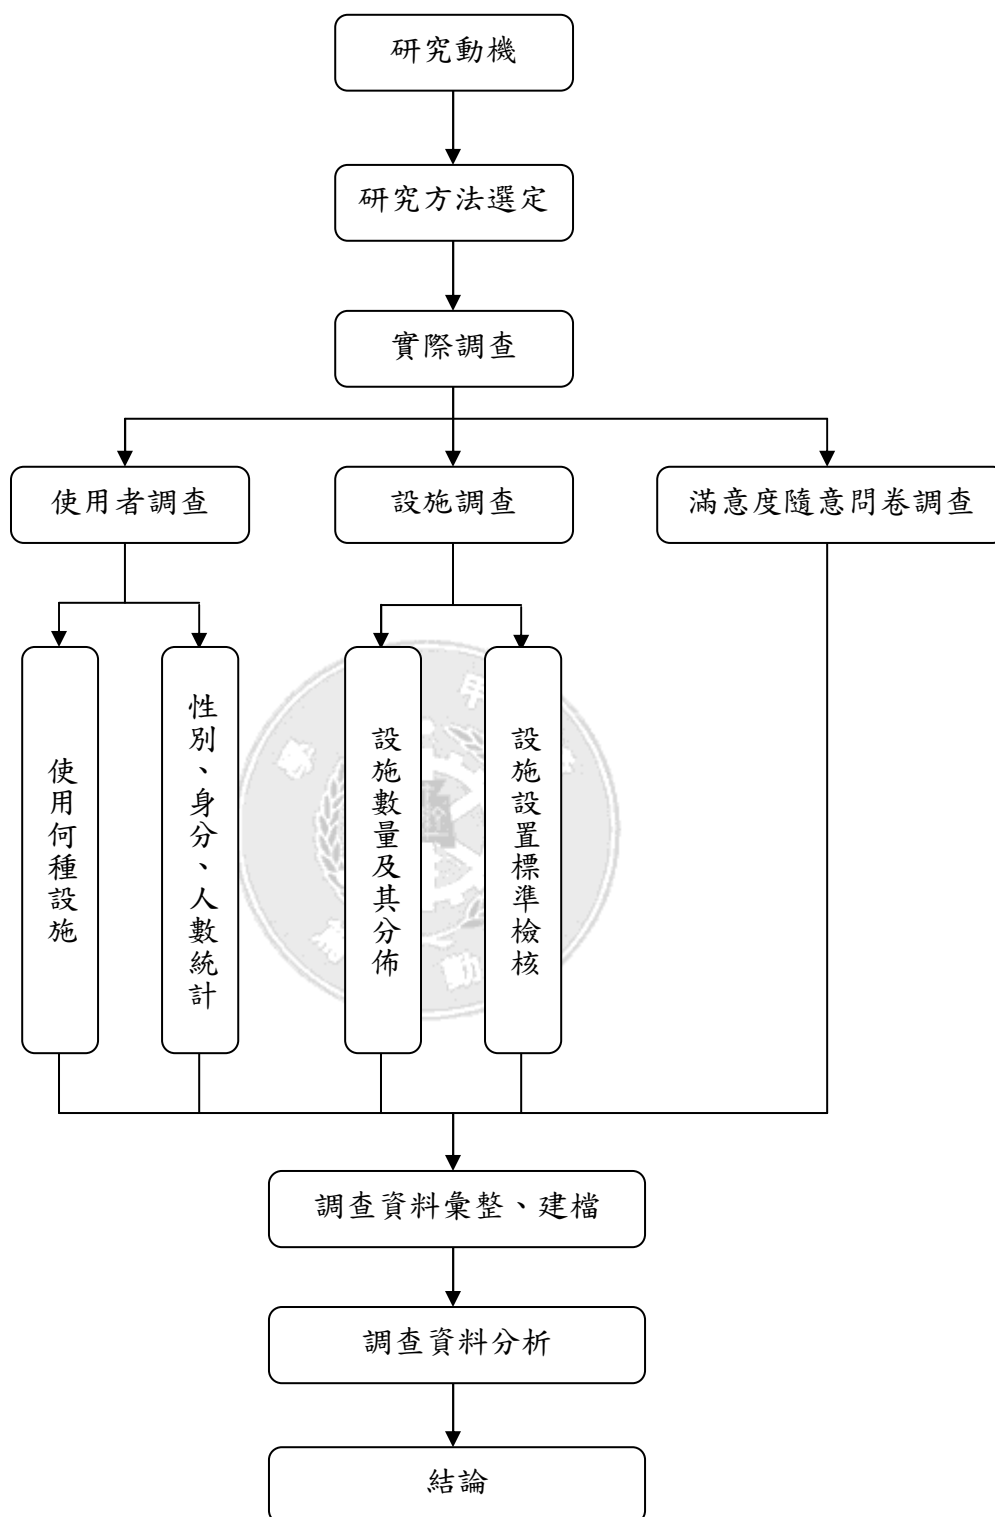 研究動機
研究方法選定
實際調查
使用者調查
設施調查
滿意度隨意問卷調查
使用何種設施
性別、身分、人數統計
設施數量及其分佈
設施設置標準檢核
調查資料彙整、建檔
調查資料分析
結論